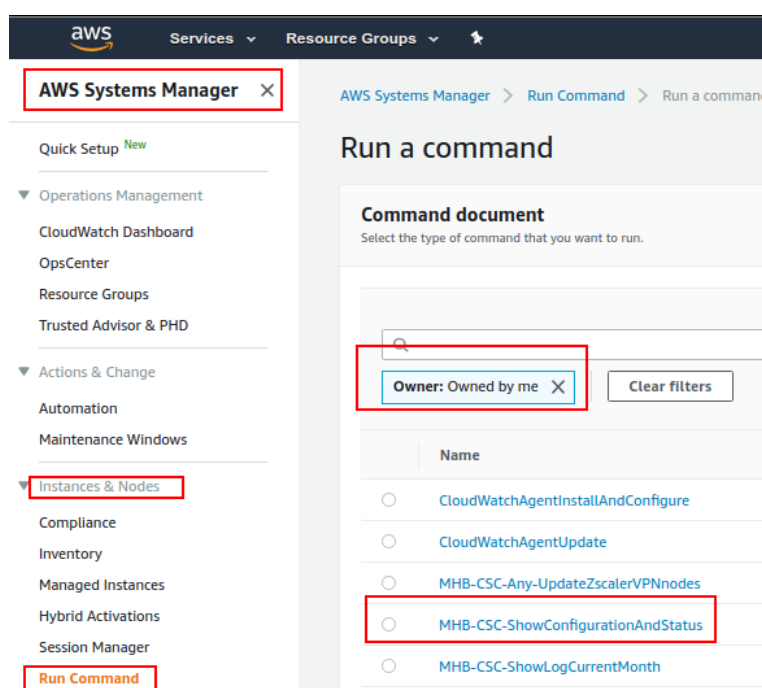 aws Services Resource Groups
AWS Systems Manager ×
Quick Setup New
Operations Management
CloudWatch Dashboard
OpsCenter
Resource Groups
Trusted Advisor & PHD
Actions & Change
Automation
Maintenance Windows
Instances & Nodes
Compliance
Inventory
Managed Instances
Hybrid Activations
Session Manager
Run Command
AWS Systems Manager > Run Command > Run a comman
Run a command
Command document
Select the type of command that you want to run.
Owner: Owned by me × Clear filters
Name
CloudWatchAgentInstallAndConfigure
CloudWatchAgentUpdate
MHB-CSC-Any-UpdateZscalerVPNnodes
MHB-CSC-ShowConfigurationAndStatus
MHB-CSC-ShowLogCurrentMonth